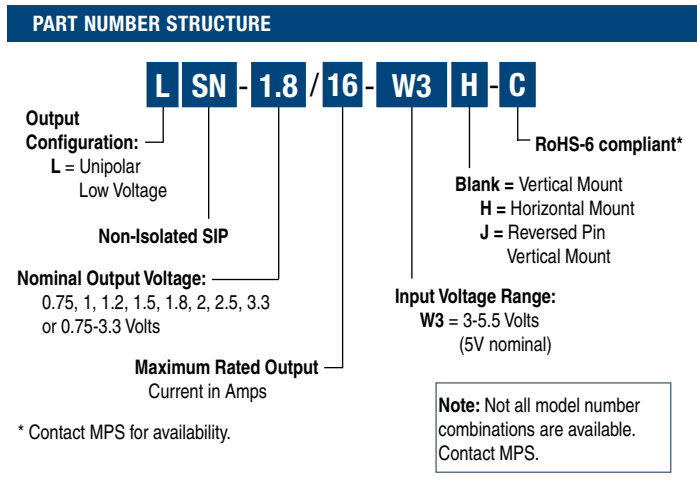 PART NUMBER STRUCTURE
L SN - 1.8 / 16 - W3 H - C
Output
Configuration:
L = Unipolar
Low Voltage
RoHS-6 compliant*
Blank = Vertical Mount
H = Horizontal Mount
J = Reversed Pin
Vertical Mount
Non-Isolated SIP
Nominal Output Voltage:
0.75, 1, 1.2, 1.5, 1.8, 2, 2.5, 3.3
or 0.75-3.3 Volts
Input Voltage Range:
W3 = 3-5.5 Volts
(5V nominal)
Maximum Rated Output
Current in Amps
* Contact MPS for availability.
Note: Not all model number
combinations are available.
Contact MPS.